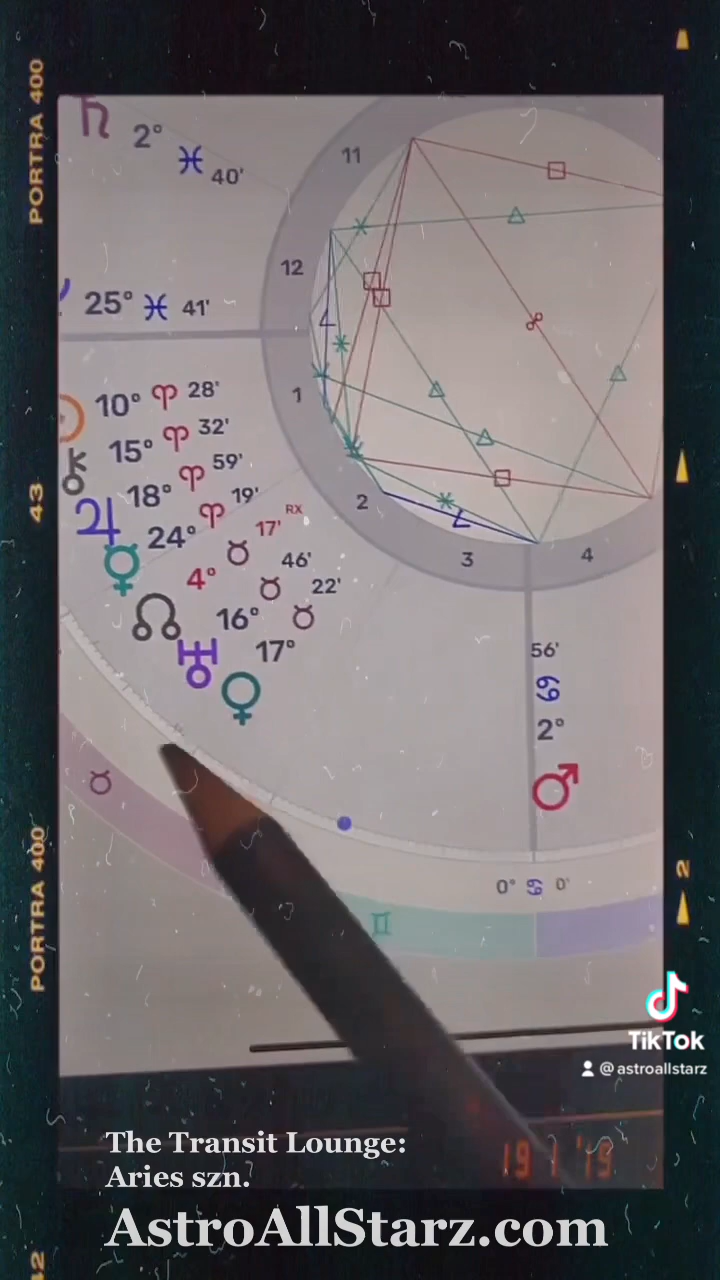 PORTRA 400
43
PORTRA 400
42
2
♄ 2° ♓ 40'
25° ♓ 41'
10° ♈ 28'
15° ♈ 32'
18° ♈ 59'
24° ♈ 19'
4° ♉ 17' RX
16° ♉ 46'
17° ♉ 22'
11
12
1
2
3
4
56'
♋
2°
♂
0° ♋ 0'
♉
♊
TikTok
@astroallstarz
The Transit Lounge:
Aries szn.
AstroAllStarz.com